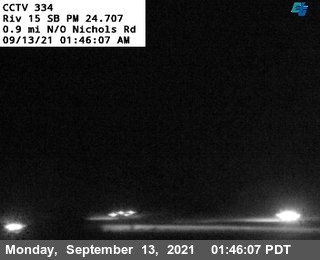 CCTV 334
Riv 15 SB PM 24.707
0.9 mi N/O Nichols Rd
09/13/21 01:46:07 AM
Monday, September 13, 2021 01:46:07 PDT